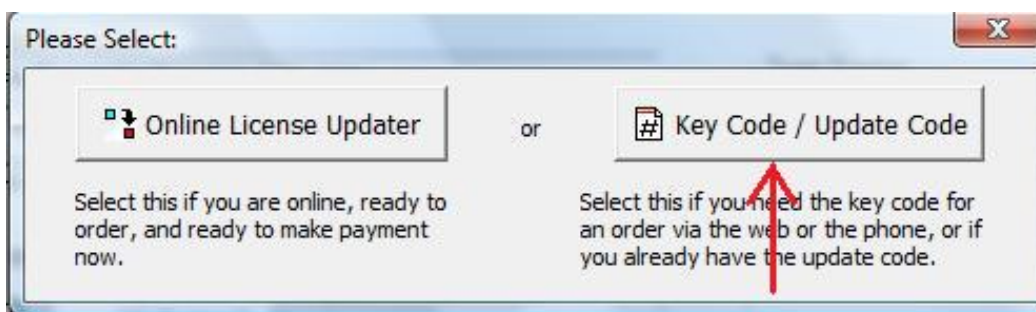 Please Select:
Online License Updater
or
# Key Code / Update Code
Select this if you are online, ready to
order, and ready to make payment
now.
Select this if you need the key code for
an order via the web or the phone, or if
you already have the update code.